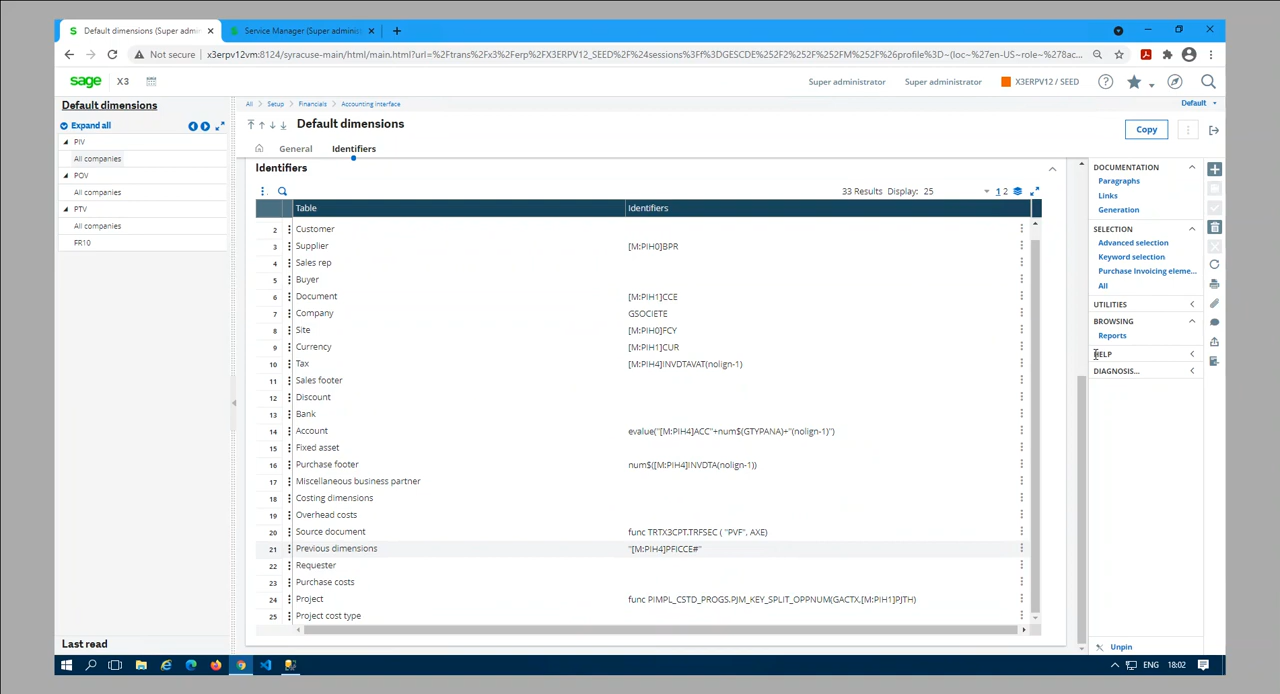 Default dimensions (Super admir
Service Manager (Super adminis
Not secure
x3erpv12vm:8124/syracuse-main/html/main.html?url=%2Ftrans%2Fx3%2Ferp%2FX3ERPV12_SEED%2F%24sessions%3Ff%3DGESCDE%252F2%252F%252FM%252F%26profile%3D~(loc~%27en-US~role~%278ac...
sage X3
Super administrator
Super administrator
X3ERPV12 / SEED
Default dimensions
All
Setup
Financials
Accounting interface
Default
Expand all
Default dimensions
Copy
PIV
All companies
POV
All companies
PTV
All companies
FR10
General
Identifiers
Identifiers
33 Results Display: 25
1 2
Table Identifiers
2 Customer
3 Supplier [M:PIH0]BPR
4 Sales rep
5 Buyer
6 Document [M:PIH1]CCE
7 Company GSOCIETE
8 Site [M:PIH0]FCY
9 Currency [M:PIH1]CUR
10 Tax [M:PIH4]INVDTAVAT(nolign-1)
11 Sales footer
12 Discount
13 Bank
14 Account evalue("[M:PIH4]ACC"+num$(GTYPANA)+"(nolign-1)")
15 Fixed asset
16 Purchase footer num$([M:PIH4]INVDTA(nolign-1))
17 Miscellaneous business partner
18 Costing dimensions
19 Overhead costs
20 Source document func TRTX3CPT.TRFSEC ( "PVF", AXE)
21 Previous dimensions "[M:PIH4]PFICCE#"
22 Requester
23 Purchase costs
24 Project func PIMPL_CSTD_PROGS.PJM_KEY_SPLIT_OPPNUM(GACTX,[M:PIH1]PJTH)
25 Project cost type
DOCUMENTATION
Paragraphs
Links
Generation
SELECTION
Advanced selection
Keyword selection
Purchase Invoicing eleme...
All
UTILITIES
BROWSING
Reports
HELP
DIAGNOSIS...
Last read
Unpin
ENG
18:02